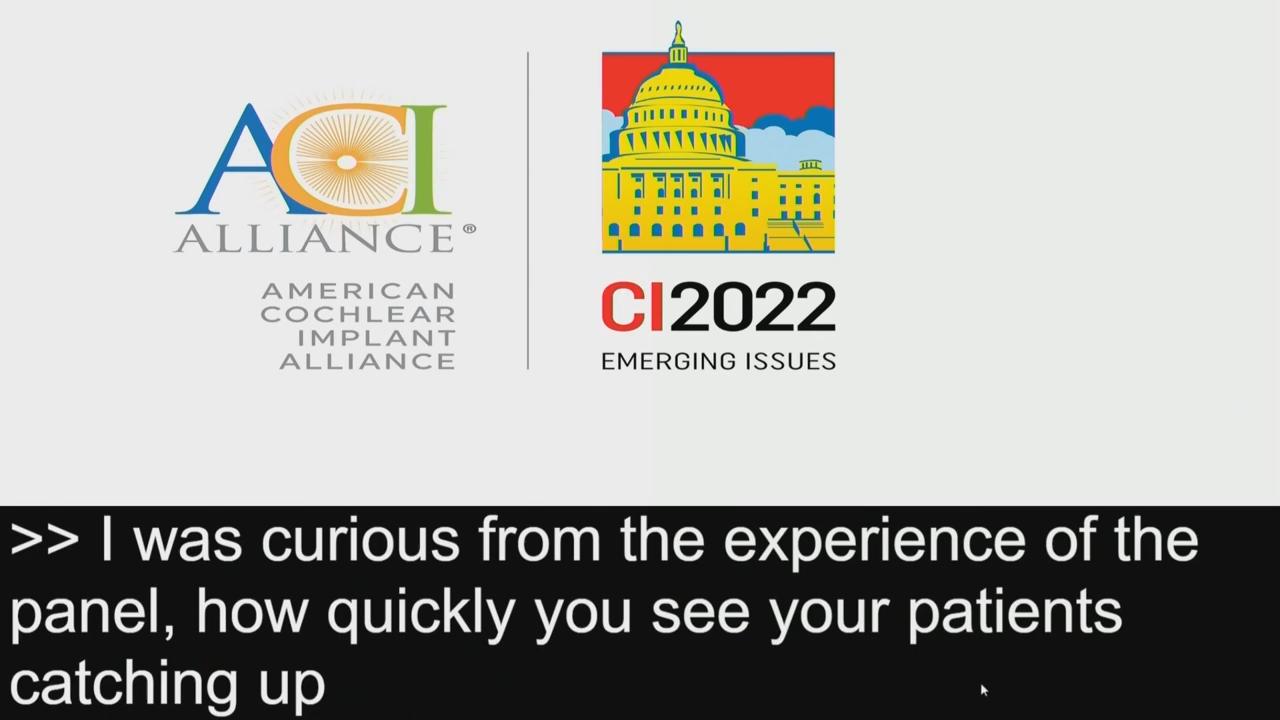 ACI
ALLIANCE®
AMERICAN
COCHLEAR
IMPLANT
ALLIANCE
CI2022
EMERGING ISSUES
>> I was curious from the experience of the
panel, how quickly you see your patients
catching up